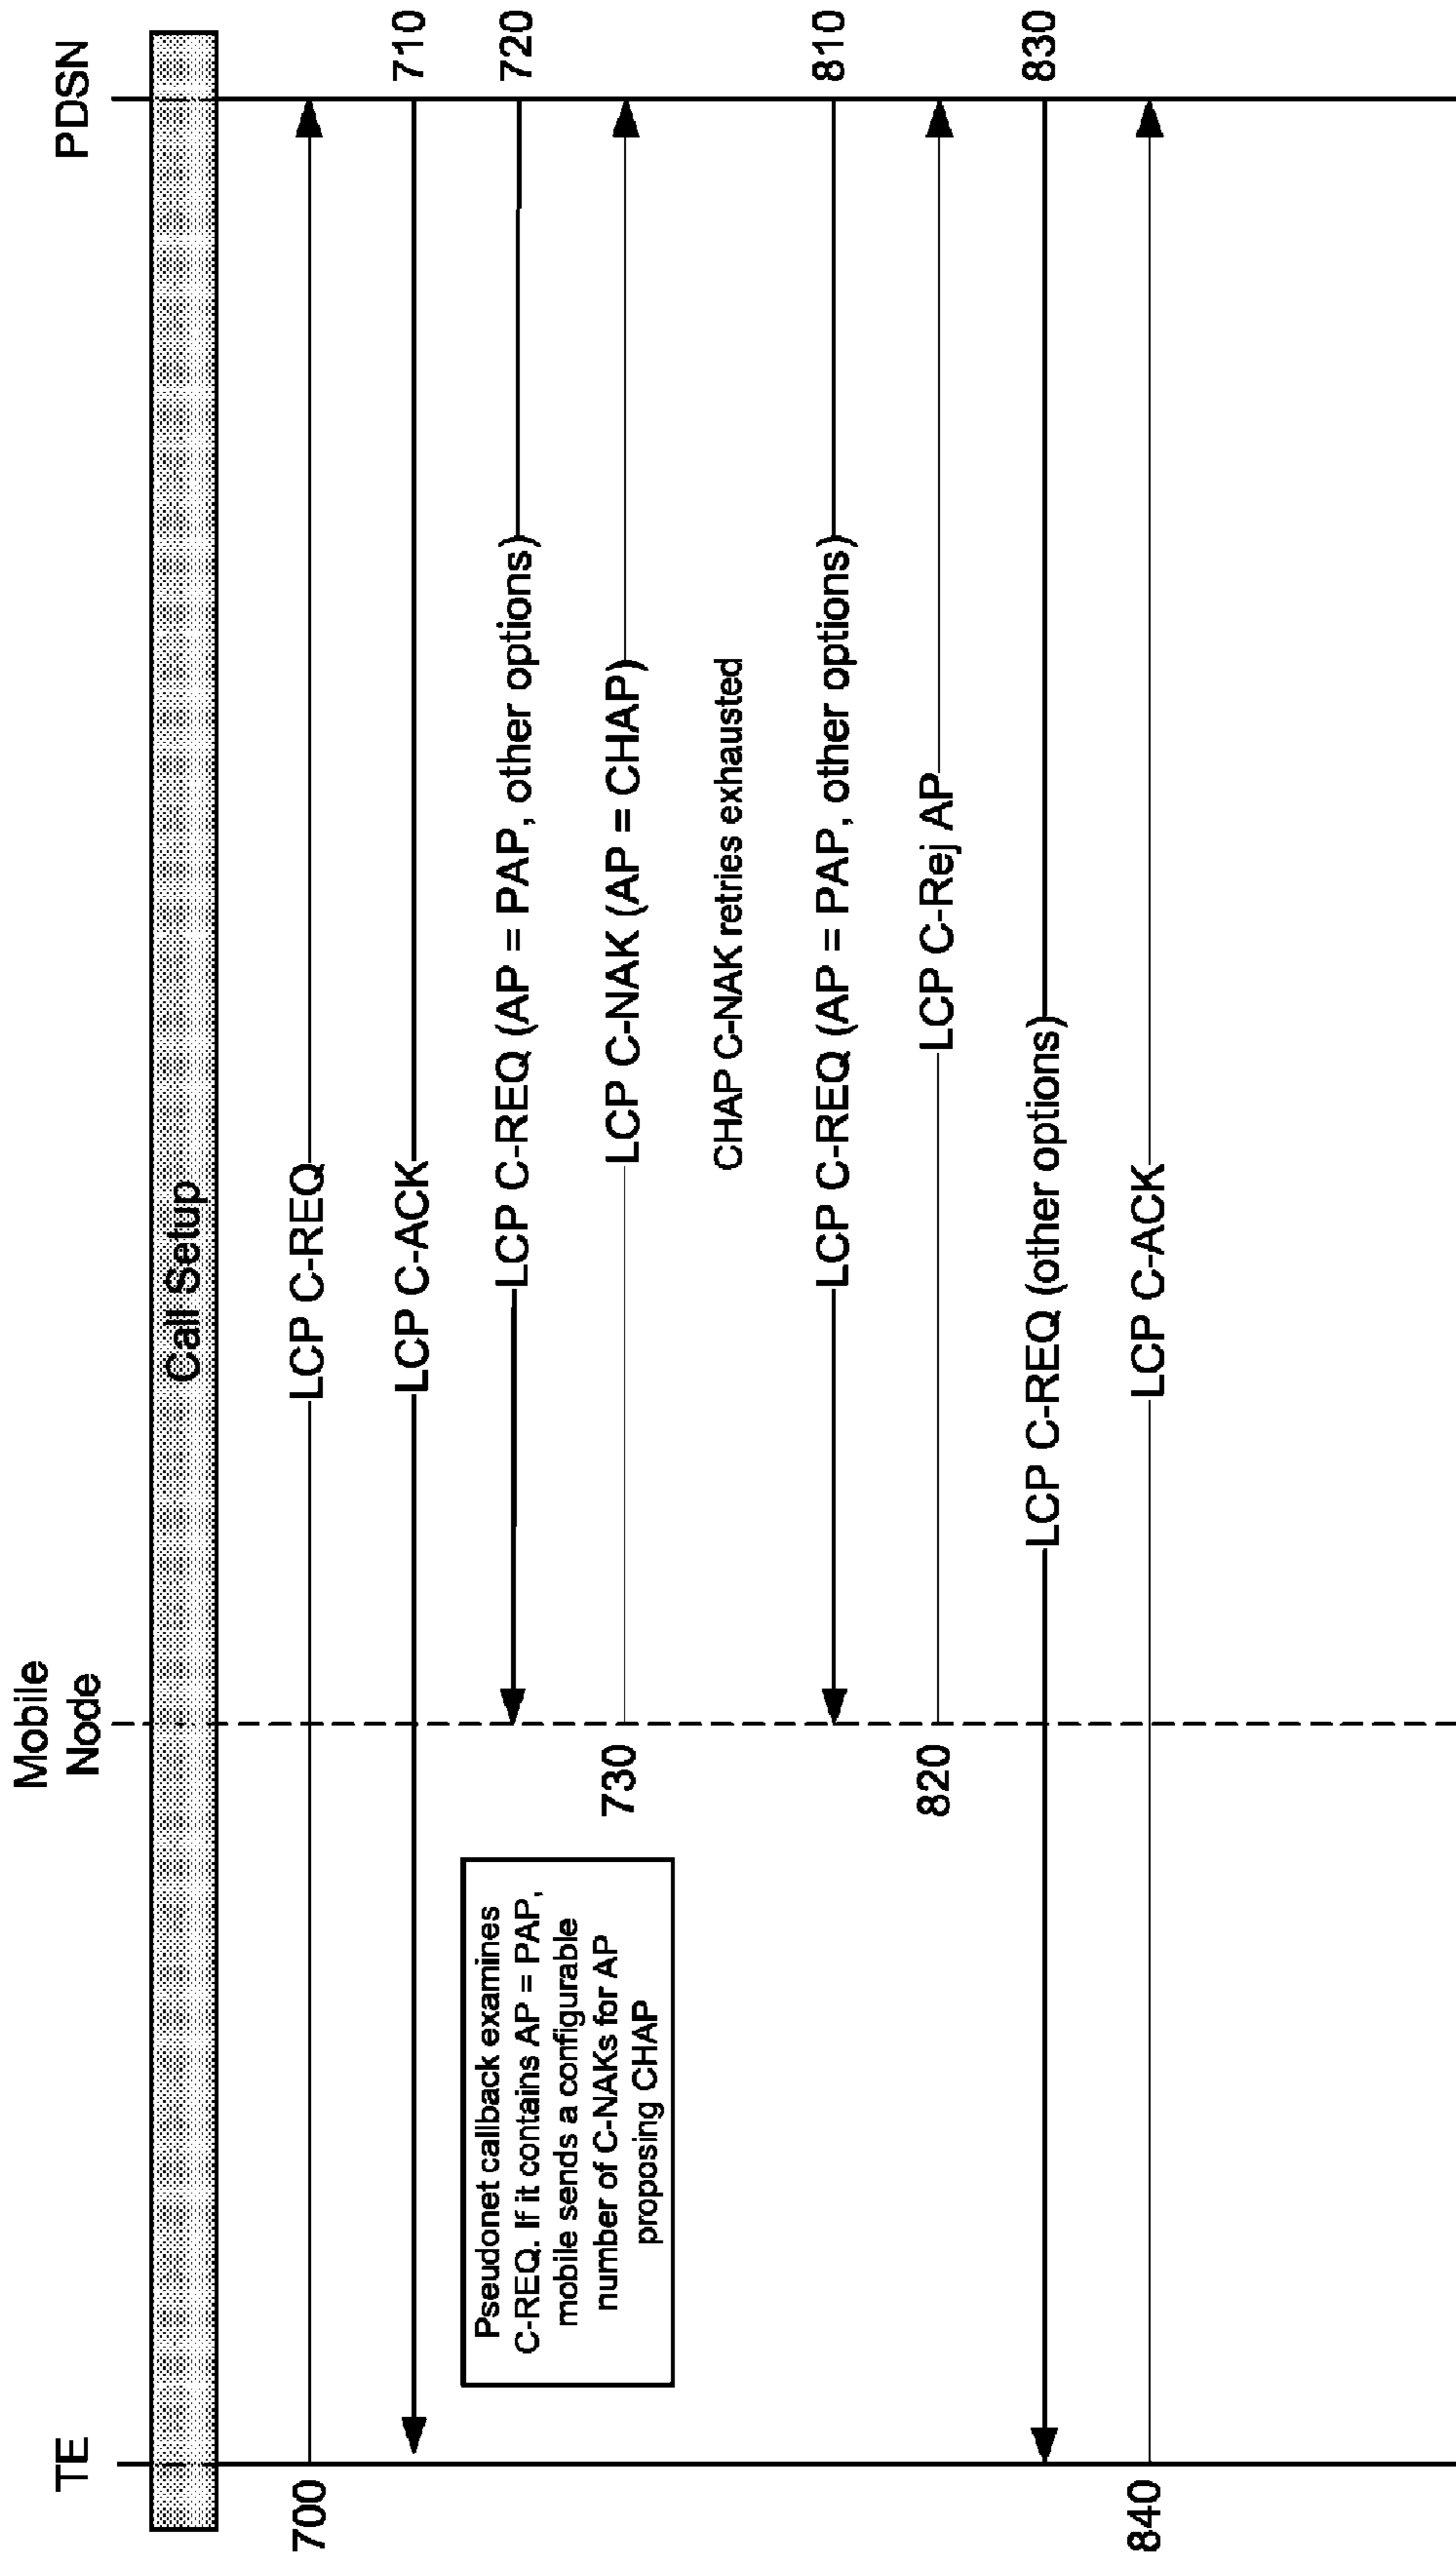 TE
Mobile
Node
PDSN
Call Setup
700
LCP C-REQ
LCP C-ACK
710
LCP C-REQ (AP = PAP, other options)
720
Pseudonet callback examines
C-REQ. If it contains AP = PAP,
mobile sends a configurable
number of C-NAKs for AP
proposing CHAP
730
LCP C-NAK (AP = CHAP)
CHAP C-NAK retries exhausted
LCP C-REQ (AP = PAP, other options)
810
820
LCP C-Rej AP
LCP C-REQ (other options)
830
840
LCP C-ACK